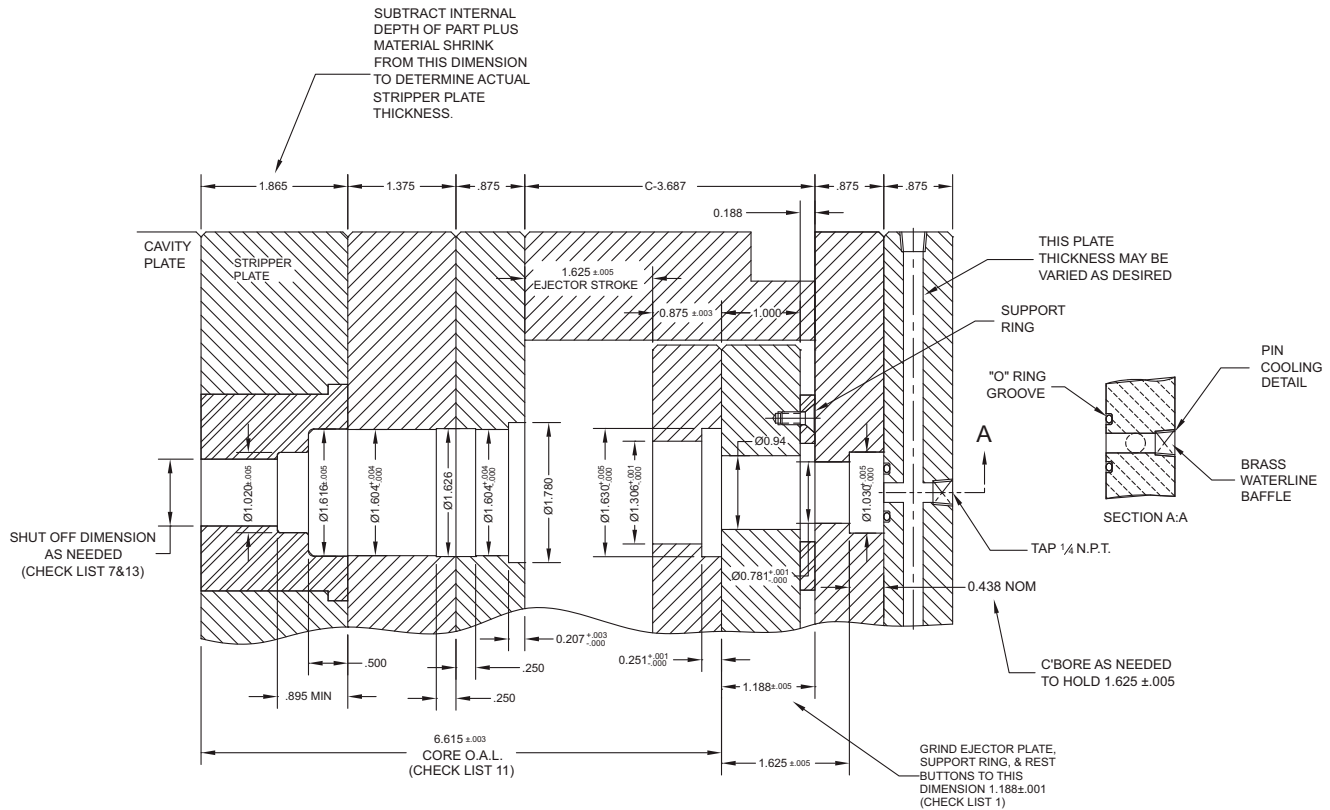 SUBTRACT INTERNAL
DEPTH OF PART PLUS
MATERIAL SHRINK
FROM THIS DIMENSION
TO DETERMINE ACTUAL
STRIPPER PLATE
THICKNESS.
1.865
1.375
.875
C-3.687
.875
.875
0.188
CAVITY
PLATE
STRIPPER
PLATE
1.625 ±.005
EJECTOR STROKE
0.875 ±.003
1.000
THIS PLATE
THICKNESS MAY BE
VARIED AS DESIRED
SUPPORT
RING
"O" RING
GROOVE
PIN
COOLING
DETAIL
BRASS
WATERLINE
BAFFLE
SECTION A:A
A
Ø1.020±.005
Ø1.616±.005
Ø1.604+.004 -.000
Ø1.626
Ø1.604+.004 -.000
Ø1.780
Ø1.630+.005 -.000
Ø1.306+.001 -.000
Ø0.94
Ø0.781+.001 -.000
Ø1.030+.005 -.000
SHUT OFF DIMENSION
AS NEEDED
(CHECK LIST 7&13)
TAP 1/4 N.P.T.
0.438 NOM
0.207+.003 -.000
.500
.250
0.251+.001 -.000
.895 MIN
.250
1.188±.005
C'BORE AS NEEDED
TO HOLD 1.625 ±.005
6.615 ±.003
CORE O.A.L.
(CHECK LIST 11)
1.625 ±.005
GRIND EJECTOR PLATE,
SUPPORT RING, & REST
BUTTONS TO THIS
DIMENSION 1.188±.001
(CHECK LIST 1)